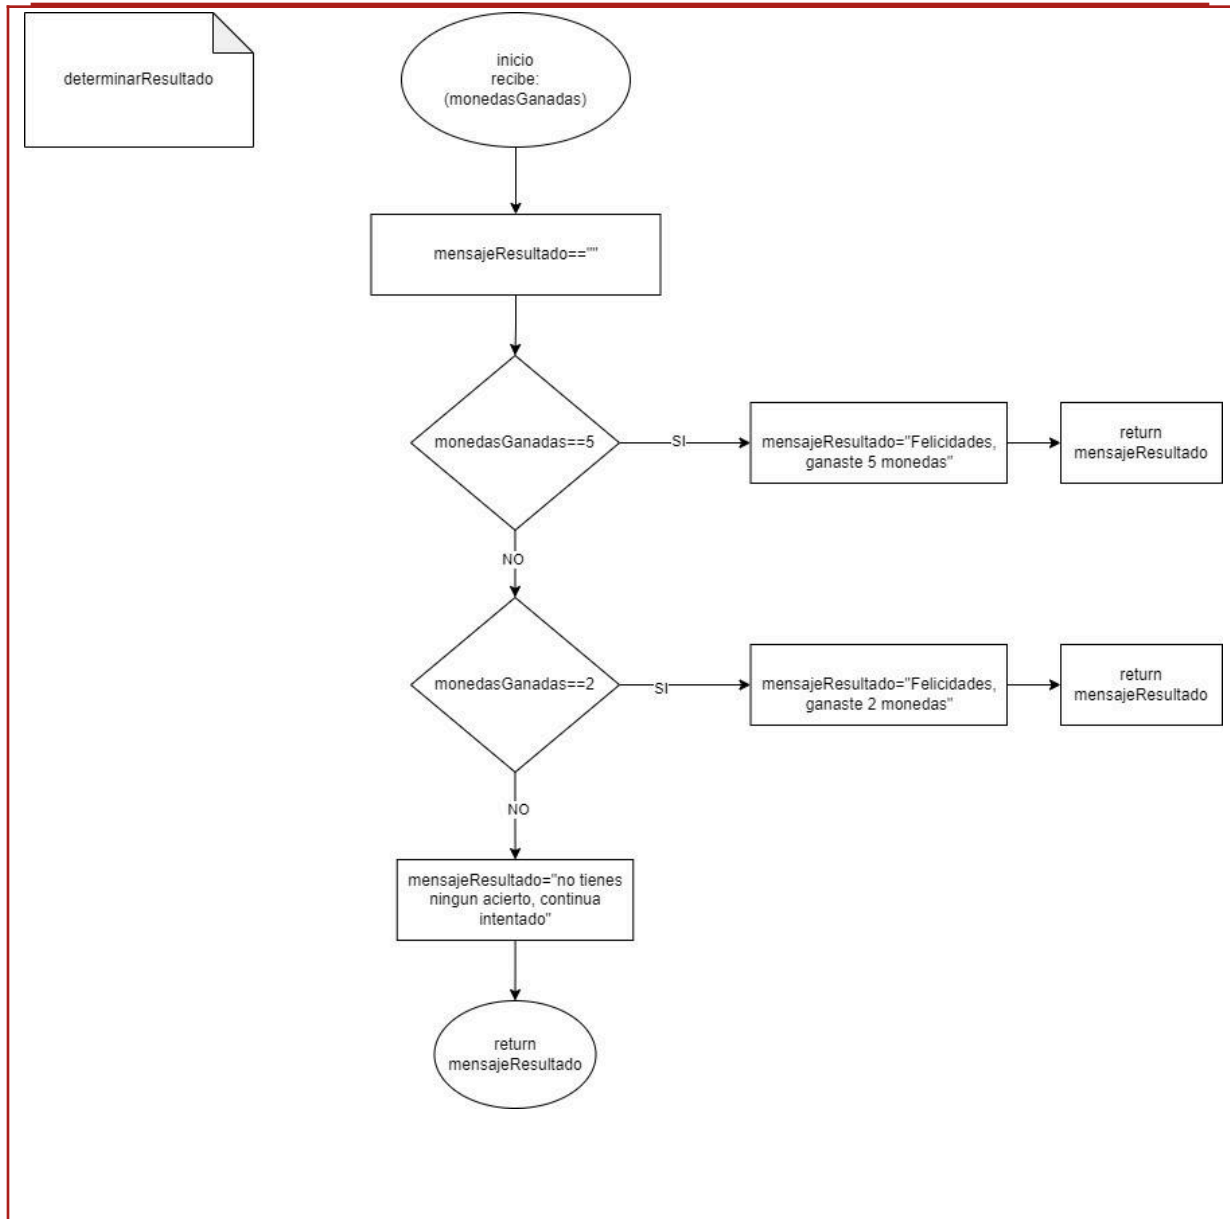 determinarResultado
inicio
recibe:
(monedasGanadas)
mensajeResultado==""
monedasGanadas==5
SI
mensajeResultado="Felicidades,
ganaste 5 monedas"
return
mensajeResultado
NO
monedasGanadas==2
SI
mensajeResultado="Felicidades,
ganaste 2 monedas"
return
mensajeResultado
NO
mensajeResultado="no tienes
ningun acierto, continua
intentado"
return
mensajeResultado